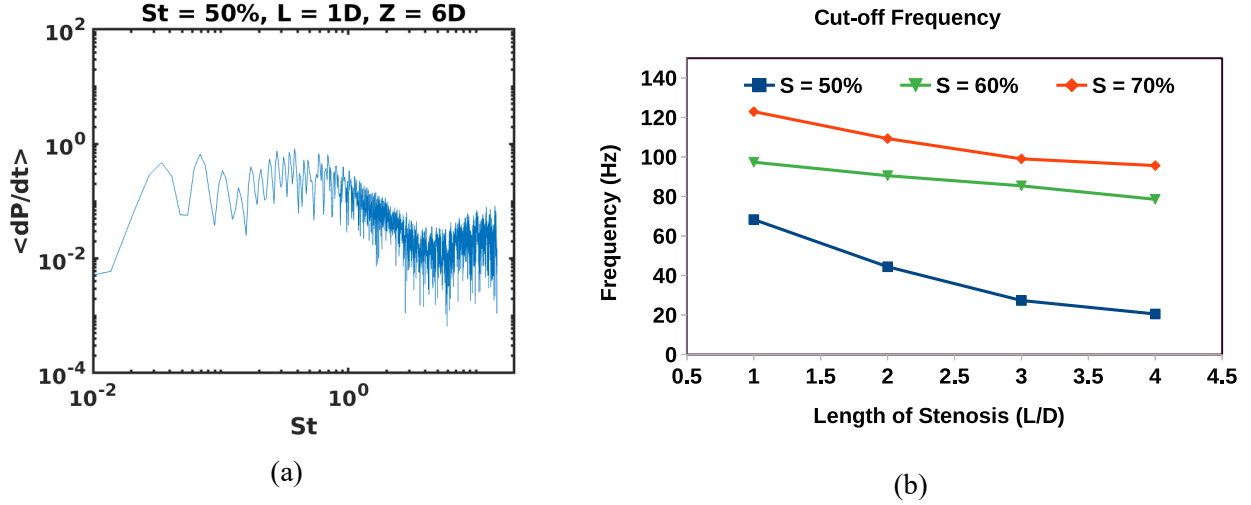 St = 50%, L = 1D, Z = 6D
10^2
10^0
10^-2
10^-4
<dP/dt>
10^-2
10^0
St
(a)
Cut-off Frequency
S = 50%
S = 60%
S = 70%
140
120
100
80
60
40
20
0
Frequency (Hz)
0.5 1 1.5 2 2.5 3 3.5 4 4.5
Length of Stenosis (L/D)
(b)